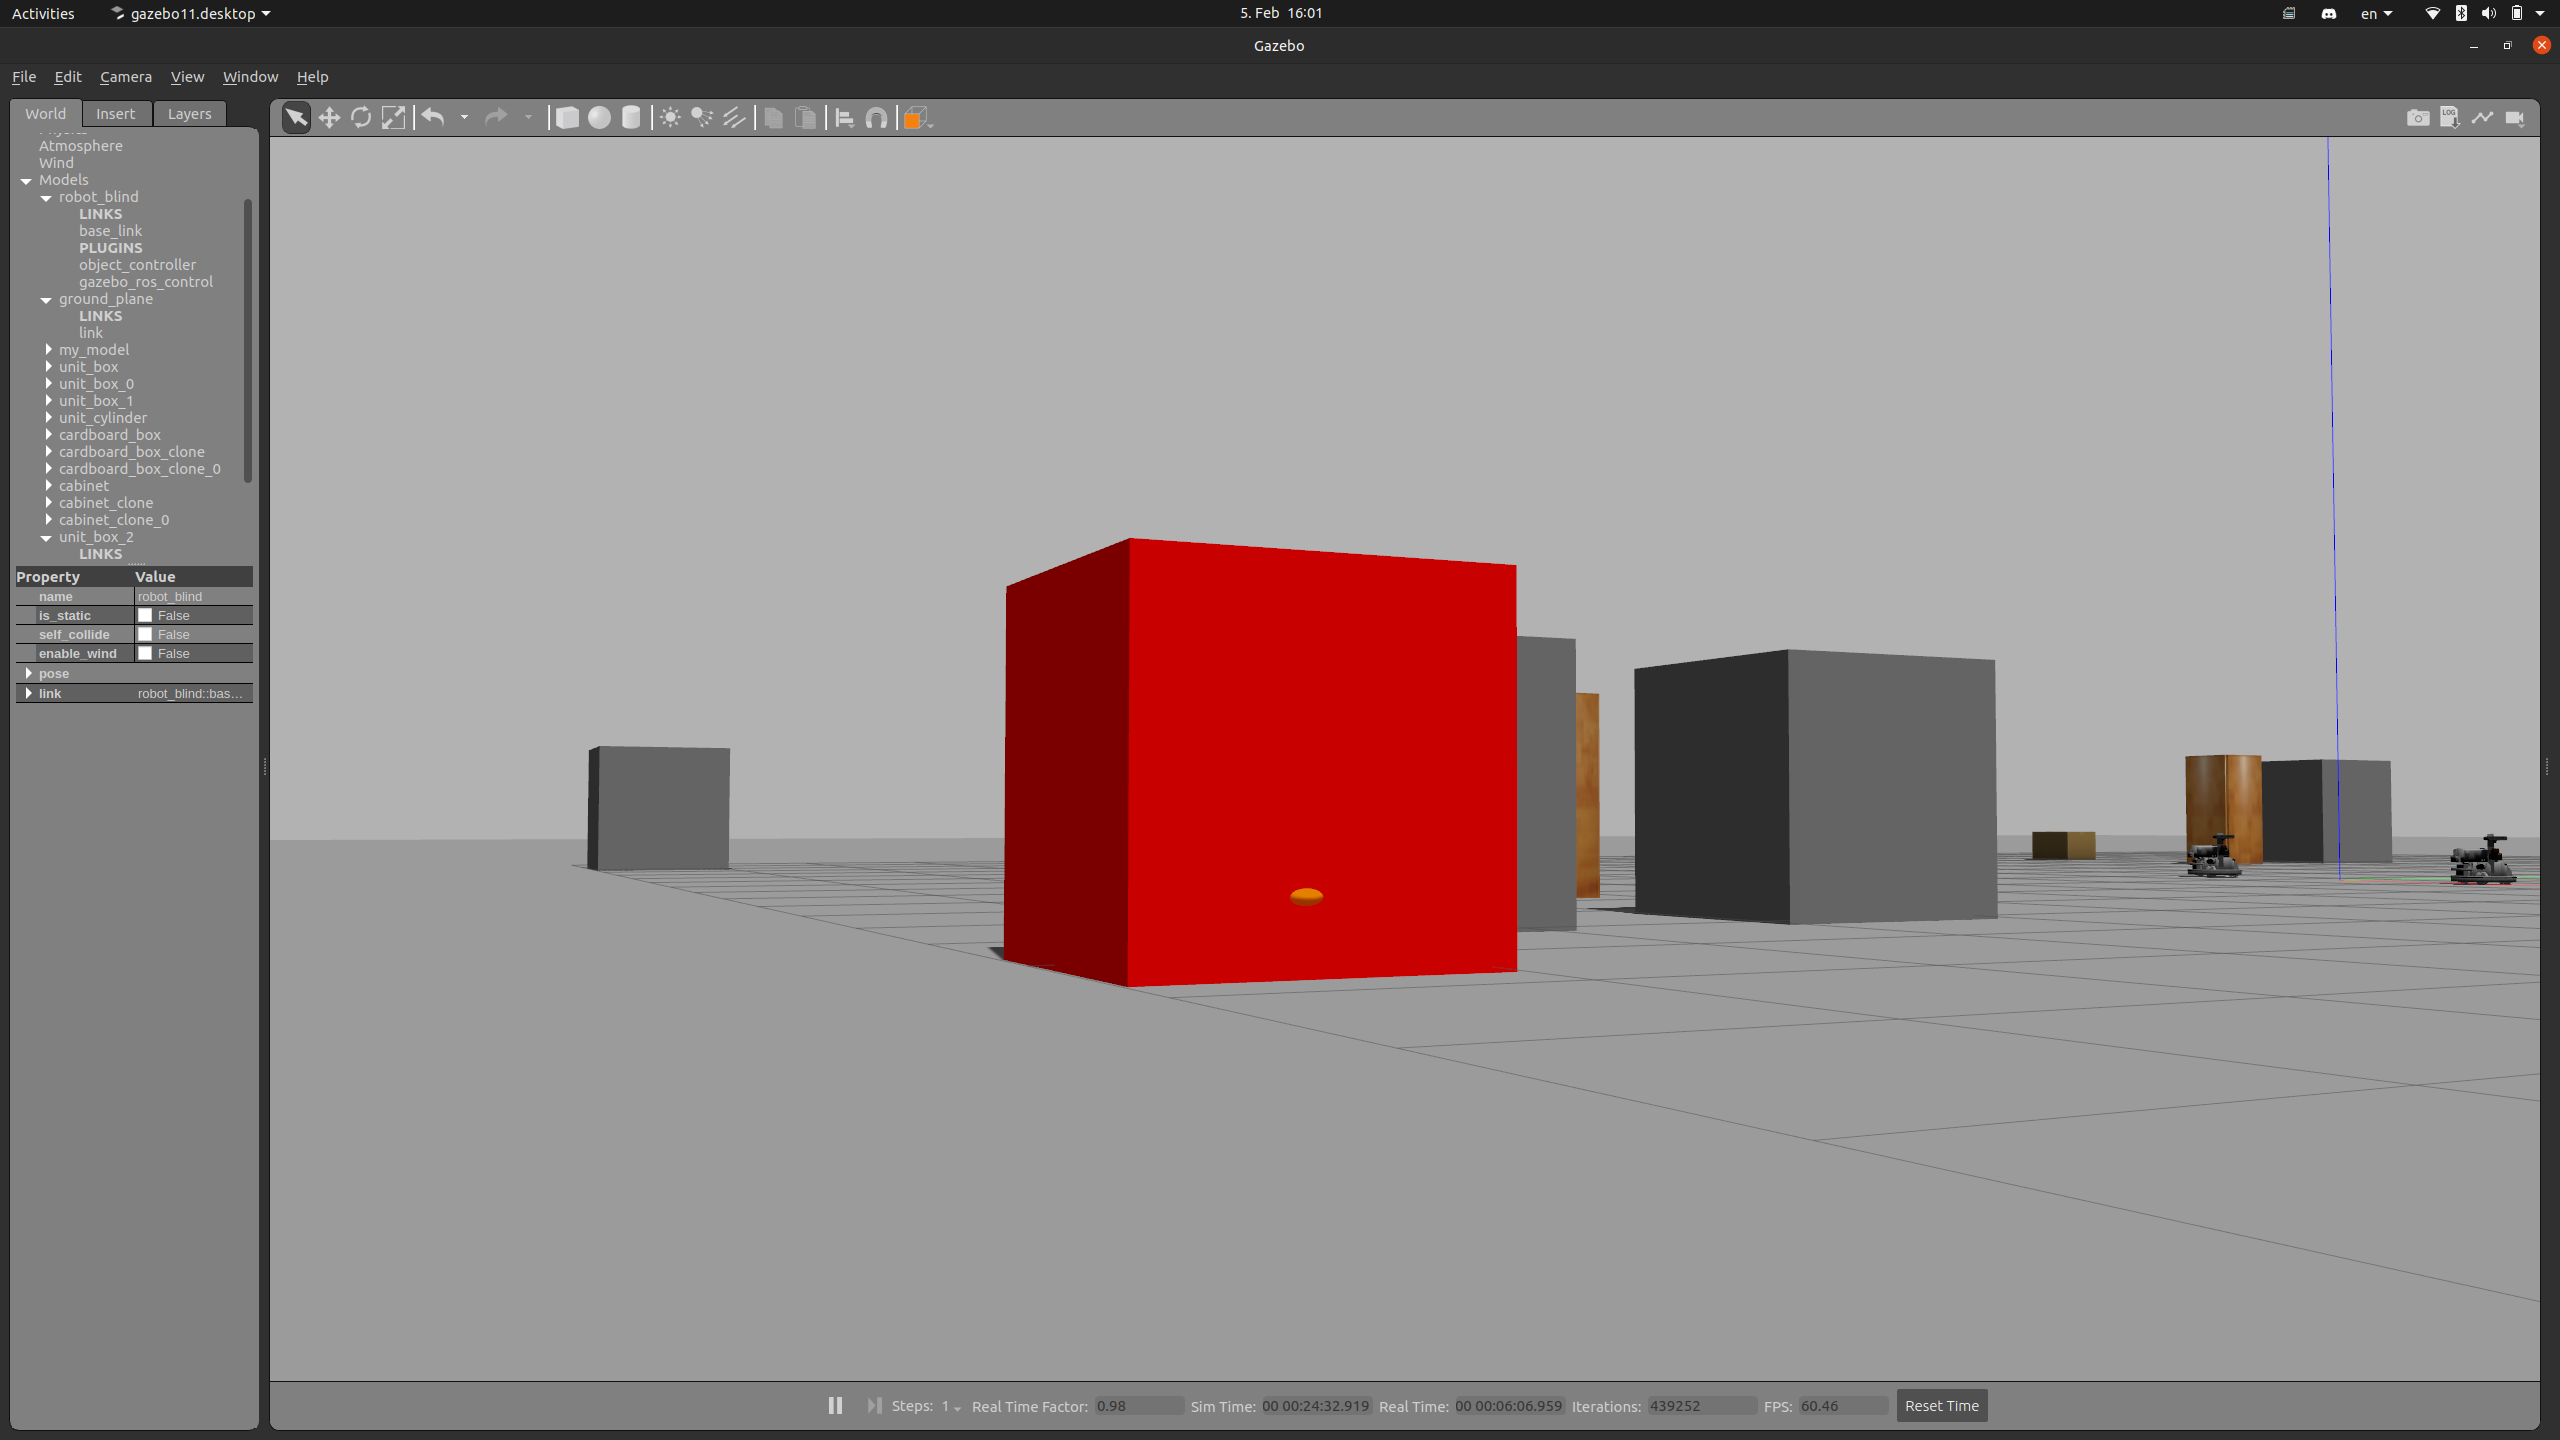 Activities gazebo11.desktop 5. Feb 16:01 en
Gazebo
File Edit Camera View Window Help
World Insert Layers
LOG
Atmosphere
Wind
Models
robot_blind
LINKS
base_link
PLUGINS
object_controller
gazebo_ros_control
ground_plane
LINKS
link
my_model
unit_box
unit_box_0
unit_box_1
unit_cylinder
cardboard_box
cardboard_box_clone
cardboard_box_clone_0
cabinet
cabinet_clone
cabinet_clone_0
unit_box_2
LINKS
Property Value
name robot_blind
is_static False
self_collide False
enable_wind False
pose
link robot_blind::bas...
Steps: 1 Real Time Factor: 0.98 Sim Time: 00 00:24:32.919 Real Time: 00 00:06:06.959 Iterations: 439252 FPS: 60.46 Reset Time